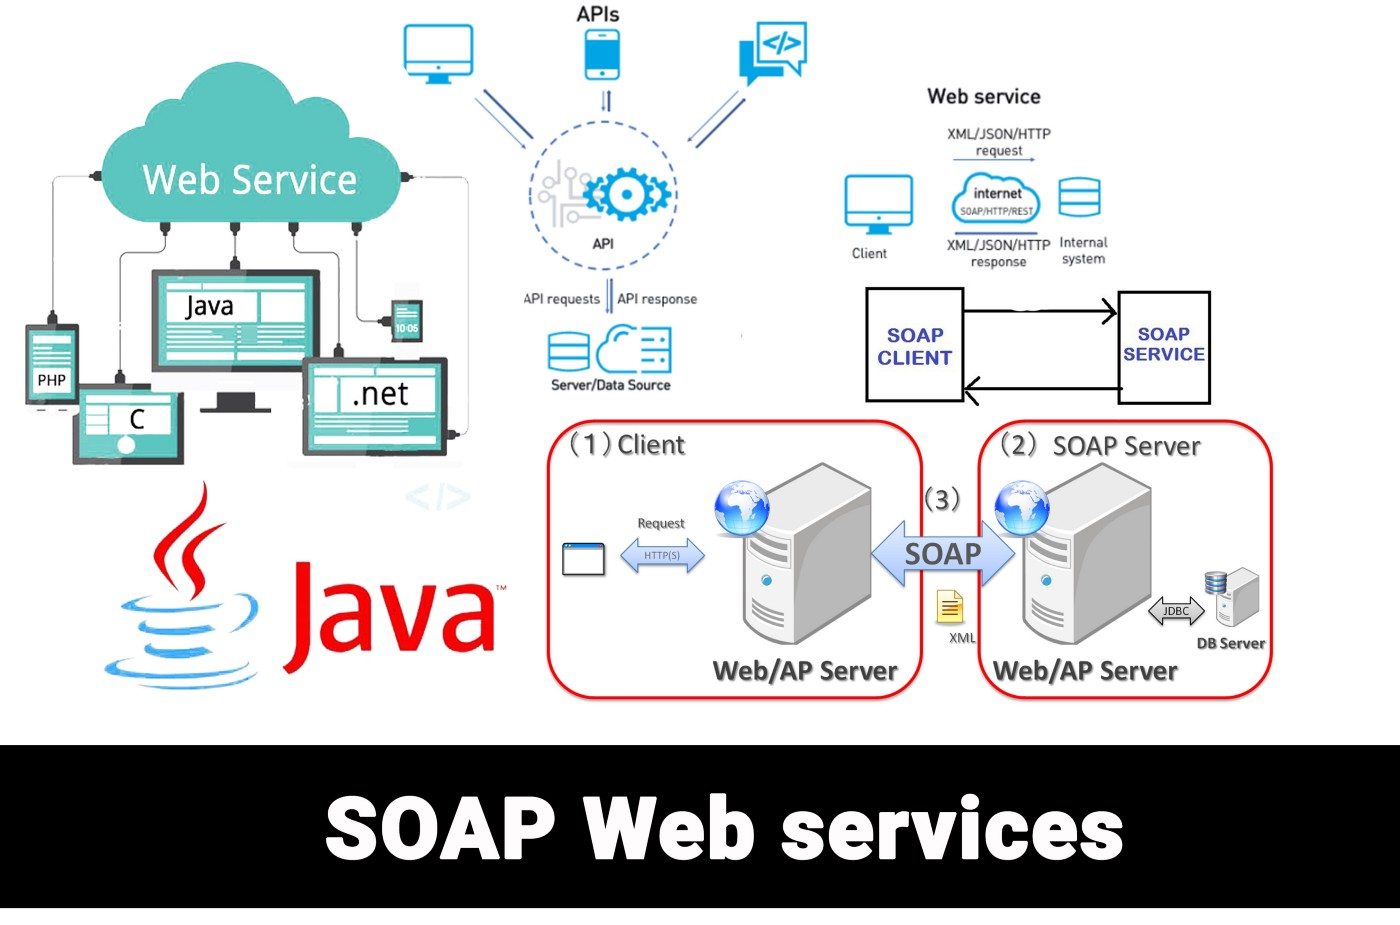 APIs
</>
Web Service
Java
PHP
C
.net
10:05
API
API requests
API response
Server/Data Source
Web service
XML/JSON/HTTP
request
internet
SOAP/HTTP/REST
XML/JSON/HTTP
response
Client
Internal
system
SOAP
CLIENT
SOAP
SERVICE
</>
Java™
(1) Client
Request
HTTP(S)
Web/AP Server
(3)
SOAP
XML
(2) SOAP Server
JDBC
DB Server
Web/AP Server
SOAP Web services